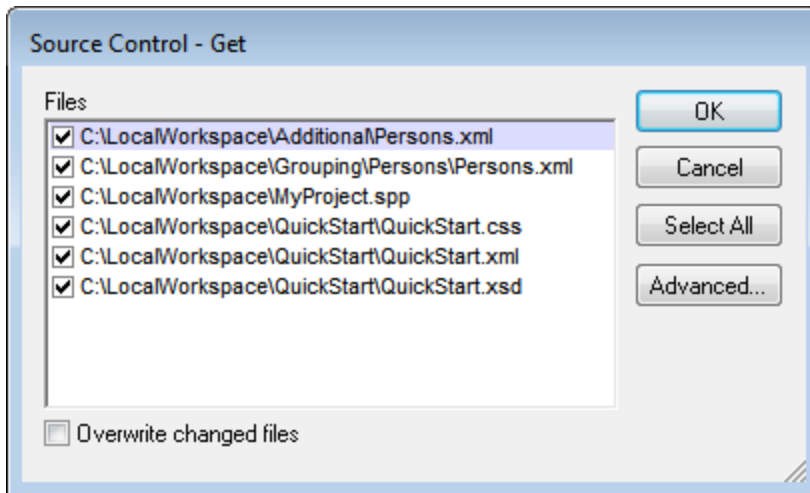 Source Control - Get
Files
C:\LocalWorkspace\Additional\Persons.xml
C:\LocalWorkspace\Grouping\Persons\Persons.xml
C:\LocalWorkspace\MyProject.spp
C:\LocalWorkspace\QuickStart\QuickStart.css
C:\LocalWorkspace\QuickStart\QuickStart.xml
C:\LocalWorkspace\QuickStart\QuickStart.xsd
Overwrite changed files
OK
Cancel
Select All
Advanced...